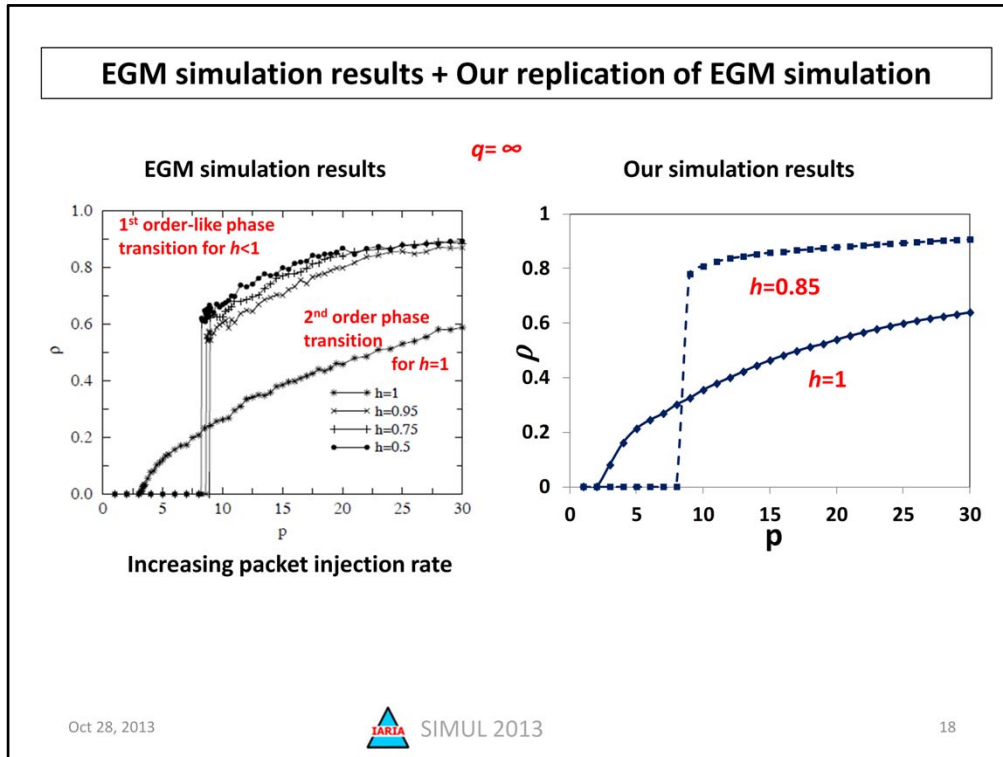 EGM simulation results + Our replication of EGM simulation
q= ∞
EGM simulation results
1st order-like phase
transition for h<1
2nd order phase
transition
for h=1
1.0
0.8
0.6
0.4
0.2
0.0
ρ
0
5
10
15
20
25
30
p
h=1
h=0.95
h=0.75
h=0.5
Increasing packet injection rate
Our simulation results
1
0.8
0.6
0.4
0.2
0
ρ
h=0.85
h=1
0
5
10
15
20
25
30
p
Oct 28, 2013
IARIA
SIMUL 2013
18